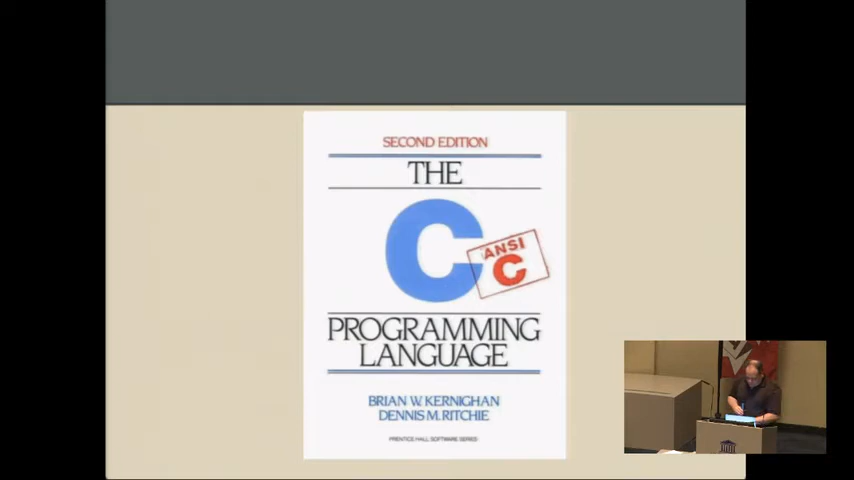 SECOND EDITION
THE
C
ANSI
C
PROGRAMMING
LANGUAGE
BRIAN W. KERNIGHAN
DENNIS M. RITCHIE
PRENTICE HALL SOFTWARE SERIES